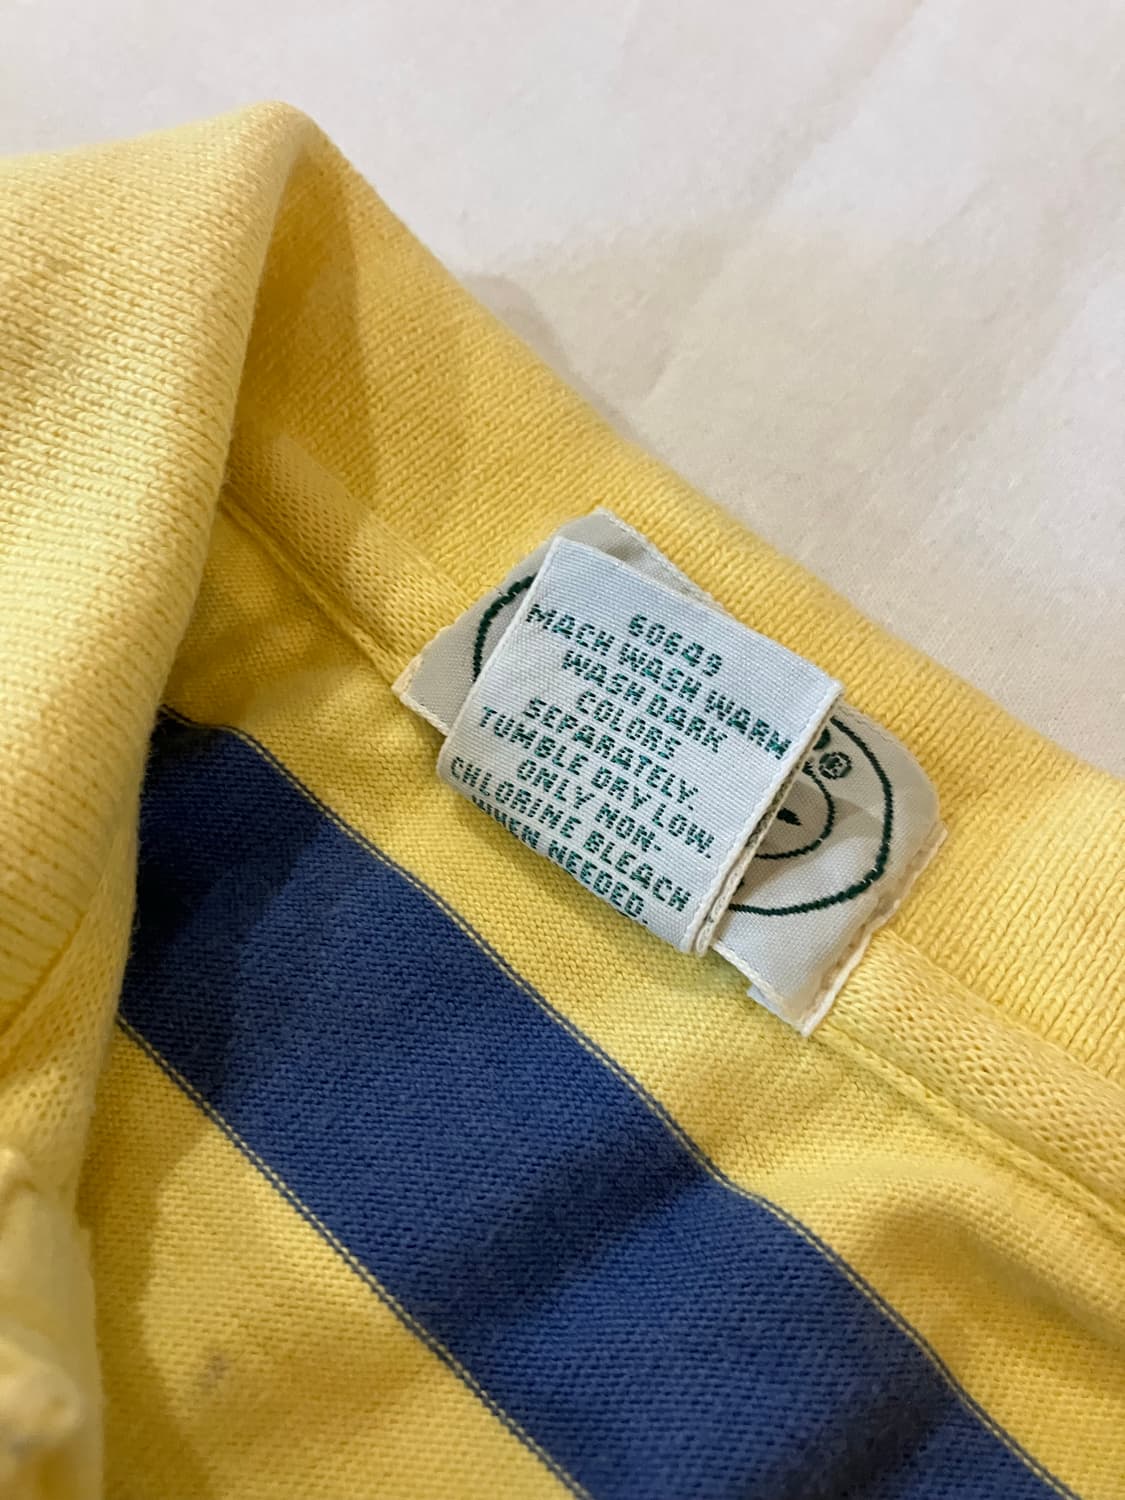 60649
MACH WASH WARM
WASH DARK
COLORS
SEPARATELY.
TUMBLE DRY LOW.
ONLY NON-
CHLORINE BLEACH
WHEN NEEDED.
®